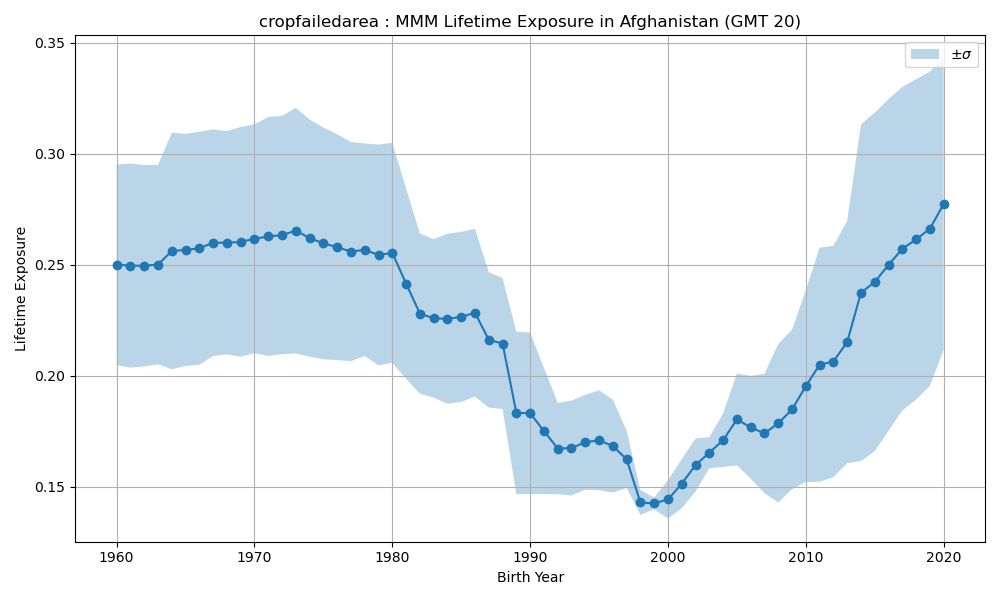 cropfailedarea : MMM Lifetime Exposure in Afghanistan (GMT 20)
±σ
0.35
0.30
0.25
0.20
0.15
Lifetime Exposure
1960 1970 1980 1990 2000 2010 2020
Birth Year